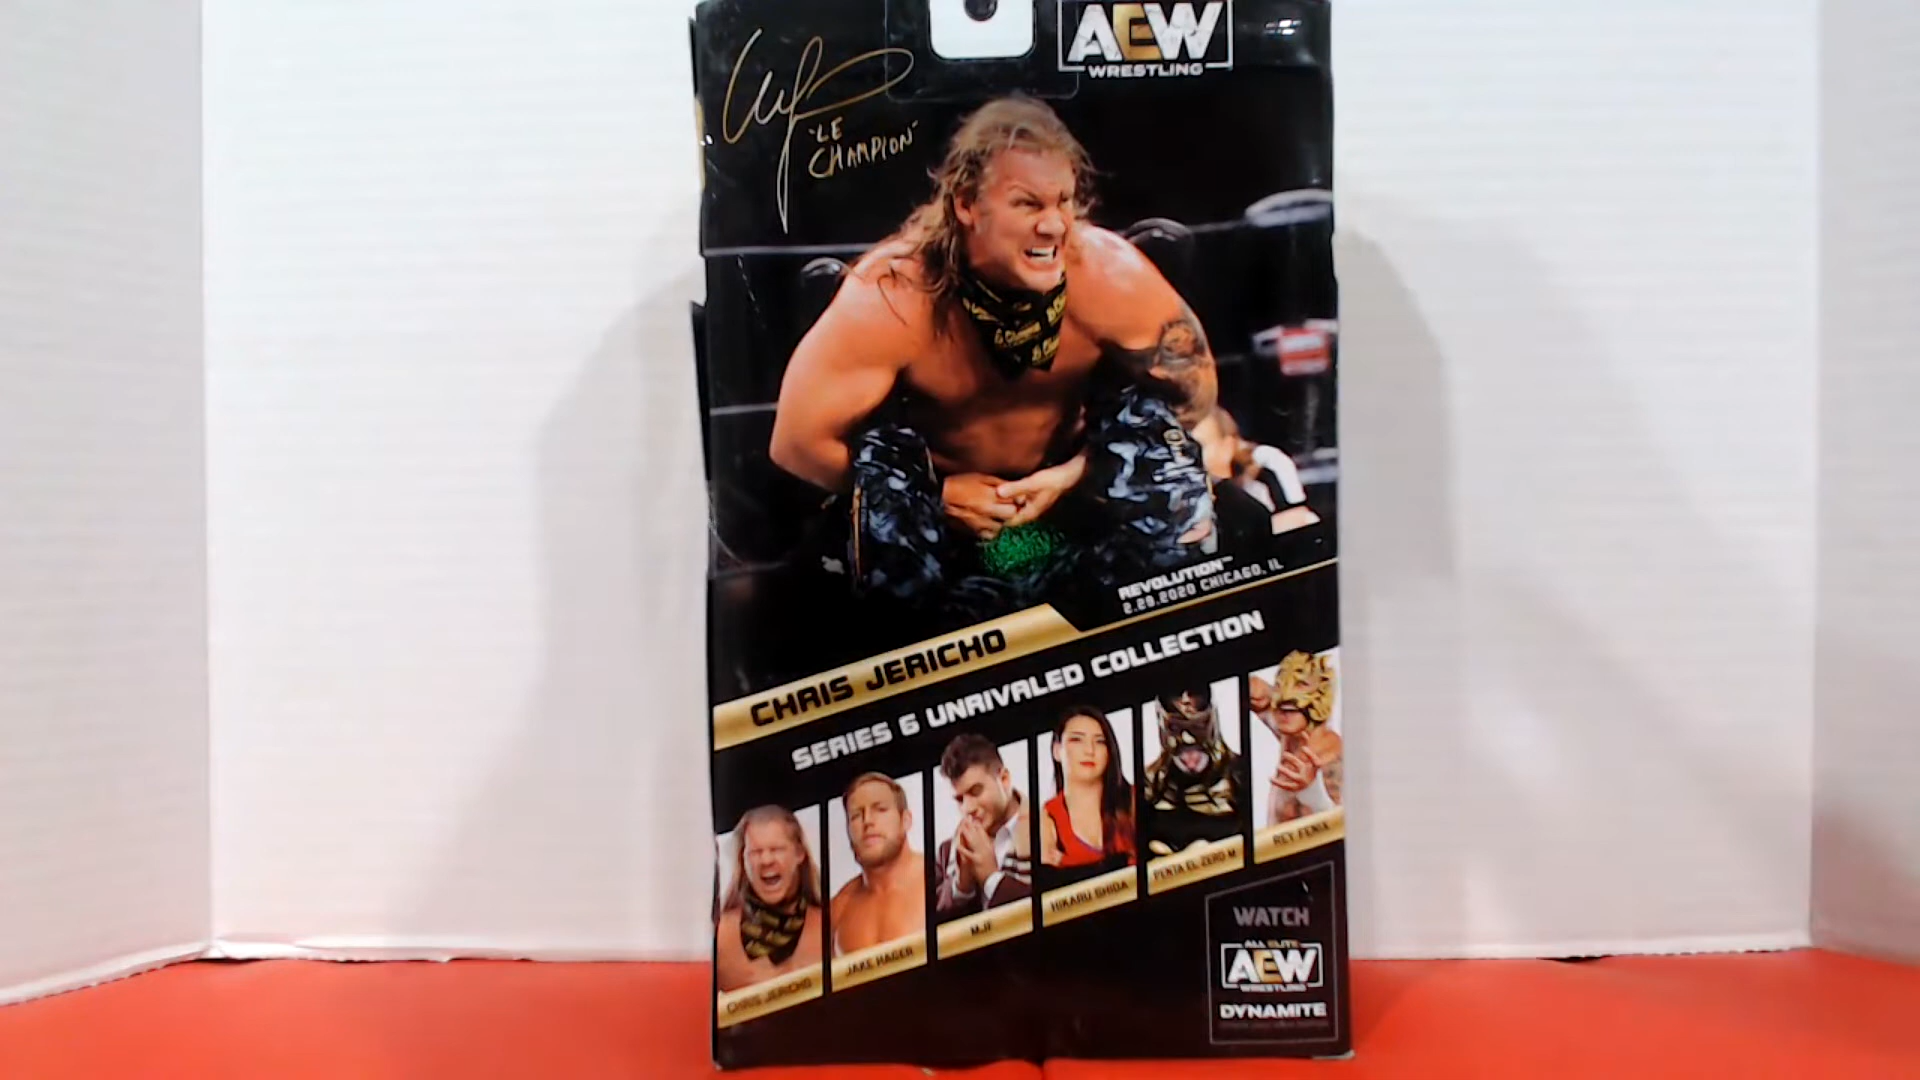 AEW
WRESTLING
"LE
CHAMPION"
REVOLUTION™
2.29.2020 CHICAGO, IL
CHRIS JERICHO
SERIES 6 UNRIVALED COLLECTION
CHRIS JERICHO
JAKE HAGER
MJF
HIKARU SHIDA
PENTA EL ZERO M
REY FENIX
WATCH
ALL ELITE
AEW
WRESTLING
DYNAMITE